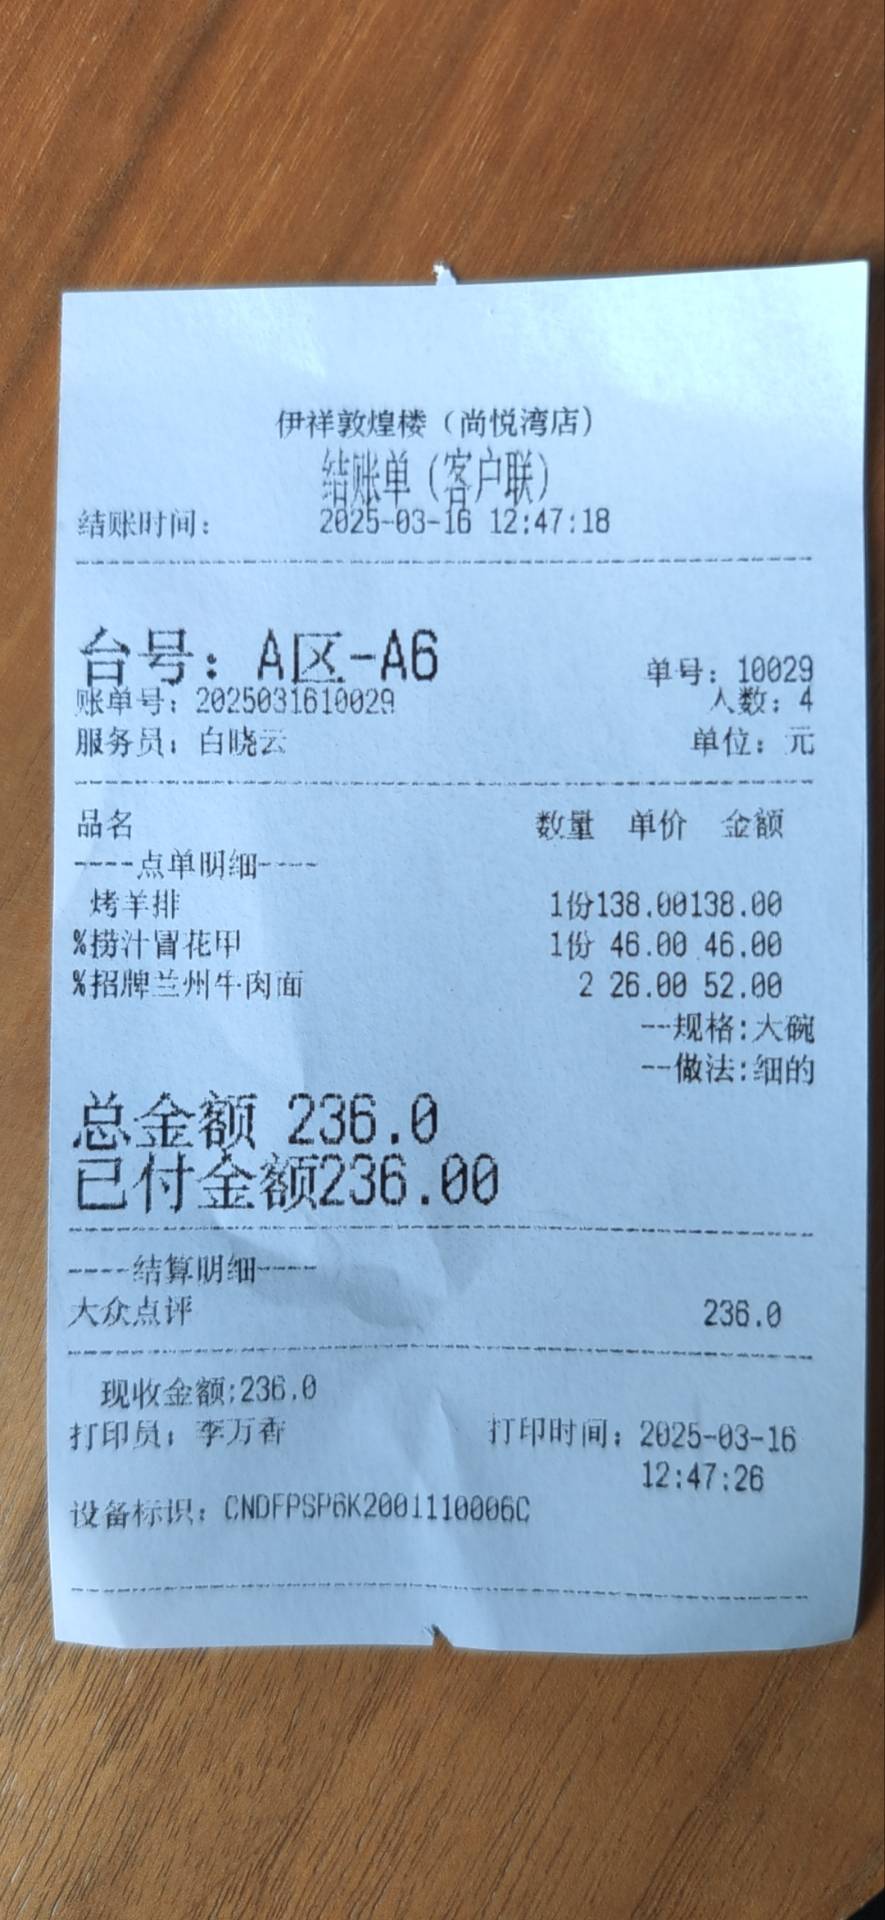 伊祥敦煌楼（尚悦湾店）
结账单（客户联）
结账时间： 2025-03-16 12:47:18
台号：A区-A6 单号：10029
账单号：2025031610029 人数：4
服务员：白晓云 单位：元
品名 数量 单价 金额
----点单明细----
烤羊排 1份138.00138.00
%捞汁冒花甲 1份 46.00 46.00
%招牌兰州牛肉面 2 26.00 52.00
--规格:大碗
--做法:细的
总金额 236.0
已付金额236.00
----结算明细----
大众点评 236.0
现收金额:236.0
打印员：李万香 打印时间：2025-03-16
12:47:26
设备标识：CNDFPSP6K2001110006C